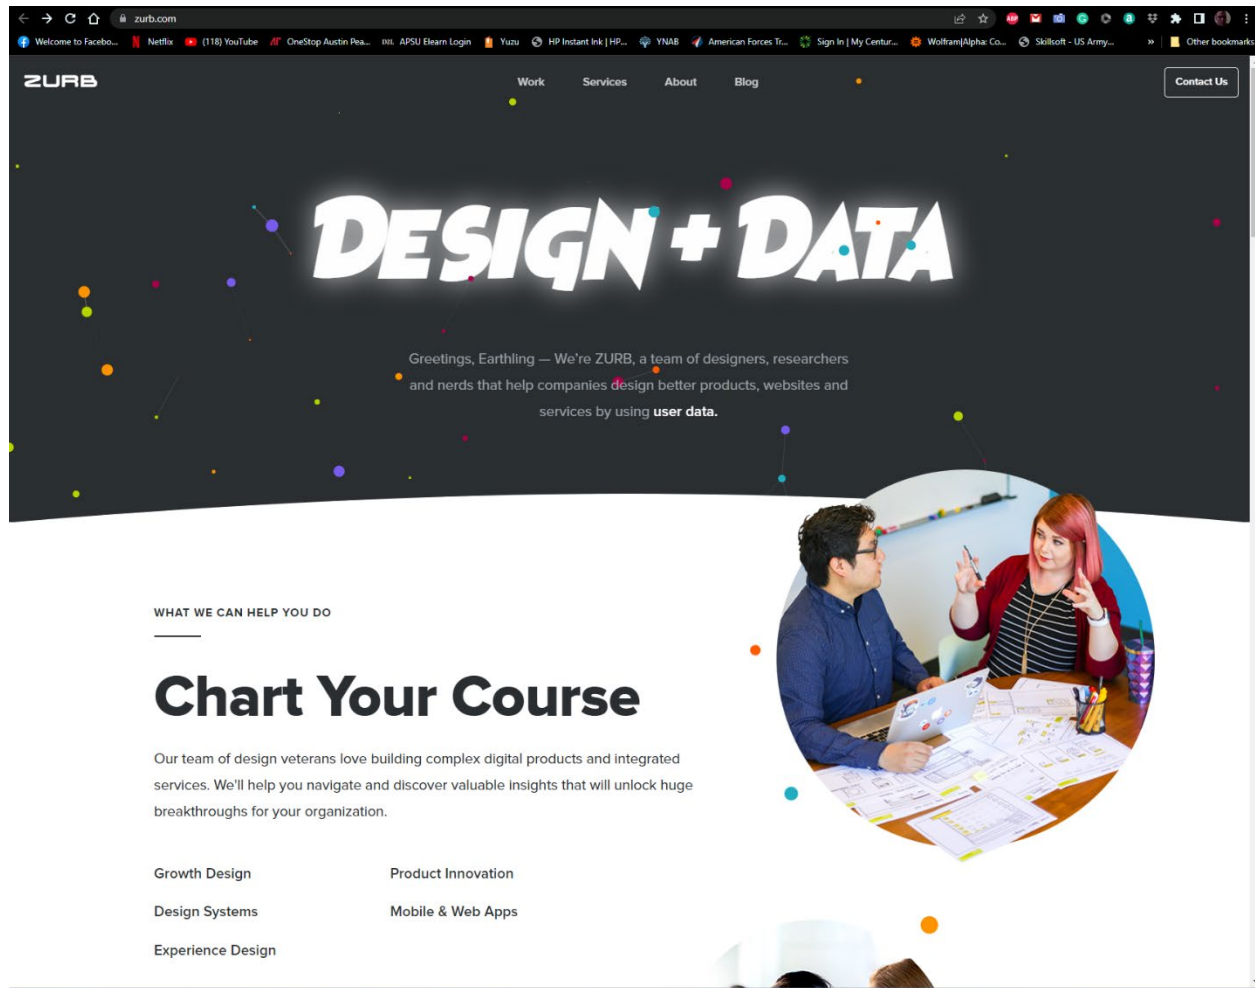 zurb.com
Welcome to Facebo... Netflix (118) YouTube OneStop Austin Pea... APSU Elearn Login Yuzu HP Instant Ink | HP... YNAB American Forces Tr... Sign In | My Centur... Wolfram|Alpha: Co... Skillsoft - US Army... » Other bookmarks
ZURB Work Services About Blog Contact Us
DESIGN + DATA
Greetings, Earthling — We're ZURB, a team of designers, researchers
and nerds that help companies design better products, websites and
services by using user data.
WHAT WE CAN HELP YOU DO
Chart Your Course
Our team of design veterans love building complex digital products and integrated
services. We'll help you navigate and discover valuable insights that will unlock huge
breakthroughs for your organization.
Growth Design Product Innovation
Design Systems Mobile & Web Apps
Experience Design